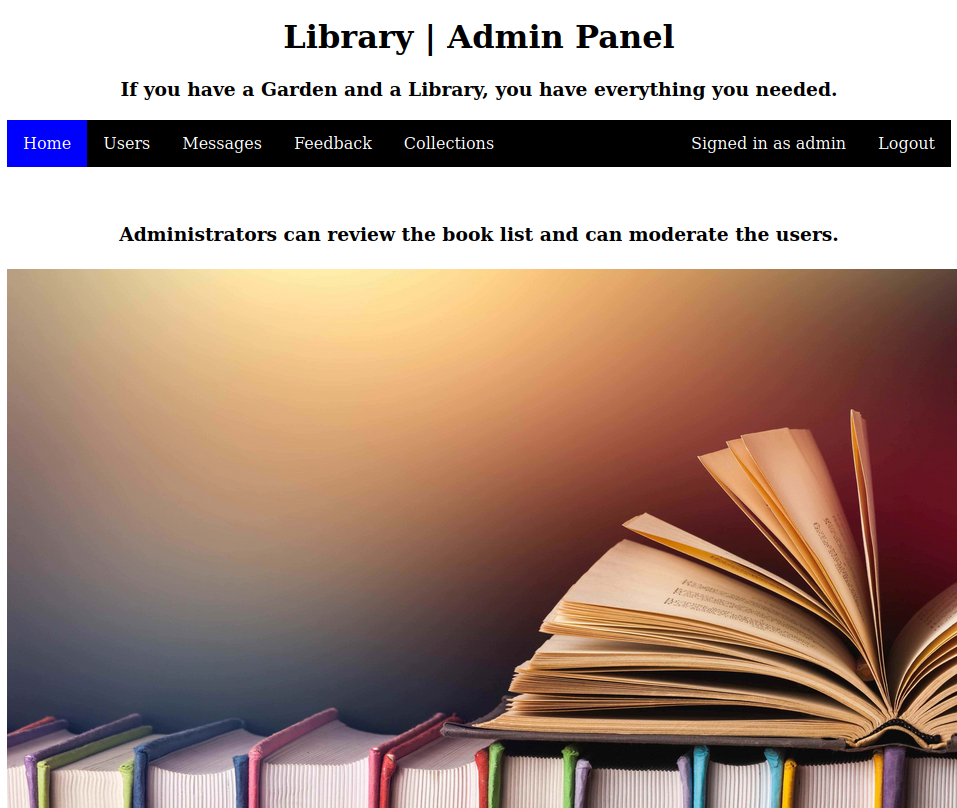 Library | Admin Panel
If you have a Garden and a Library, you have everything you needed.
Home Users Messages Feedback Collections Signed in as admin Logout
Administrators can review the book list and can moderate the users.